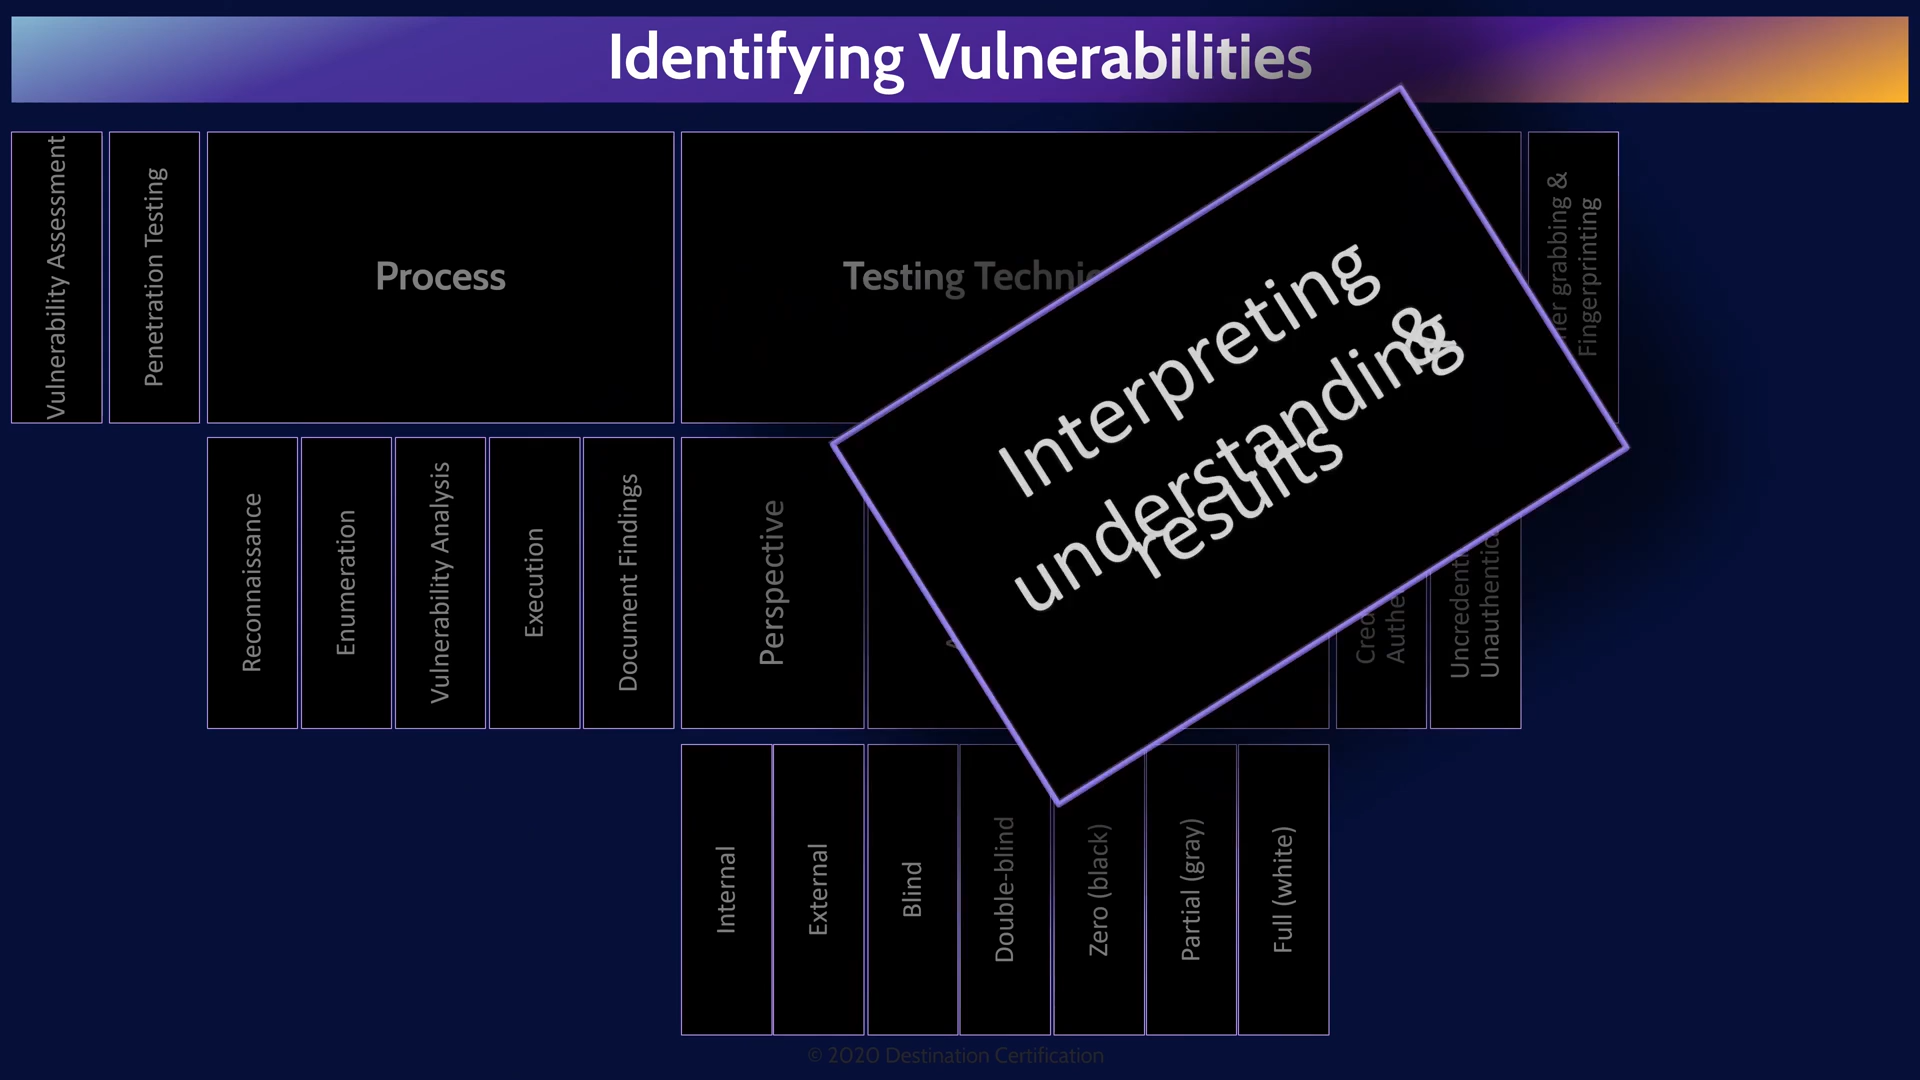 Identifying Vulnerabilities
Vulnerability Assessment
Penetration Testing
Process
Testing
Fingerprinting
Interpreting
&
understanding
results
Reconnaissance
Enumeration
Vulnerability Analysis
Execution
Document Findings
Perspective
Internal
External
Blind
Double-blind
Zero (black)
Partial (gray)
Full (white)
© 2020 Destination Certification